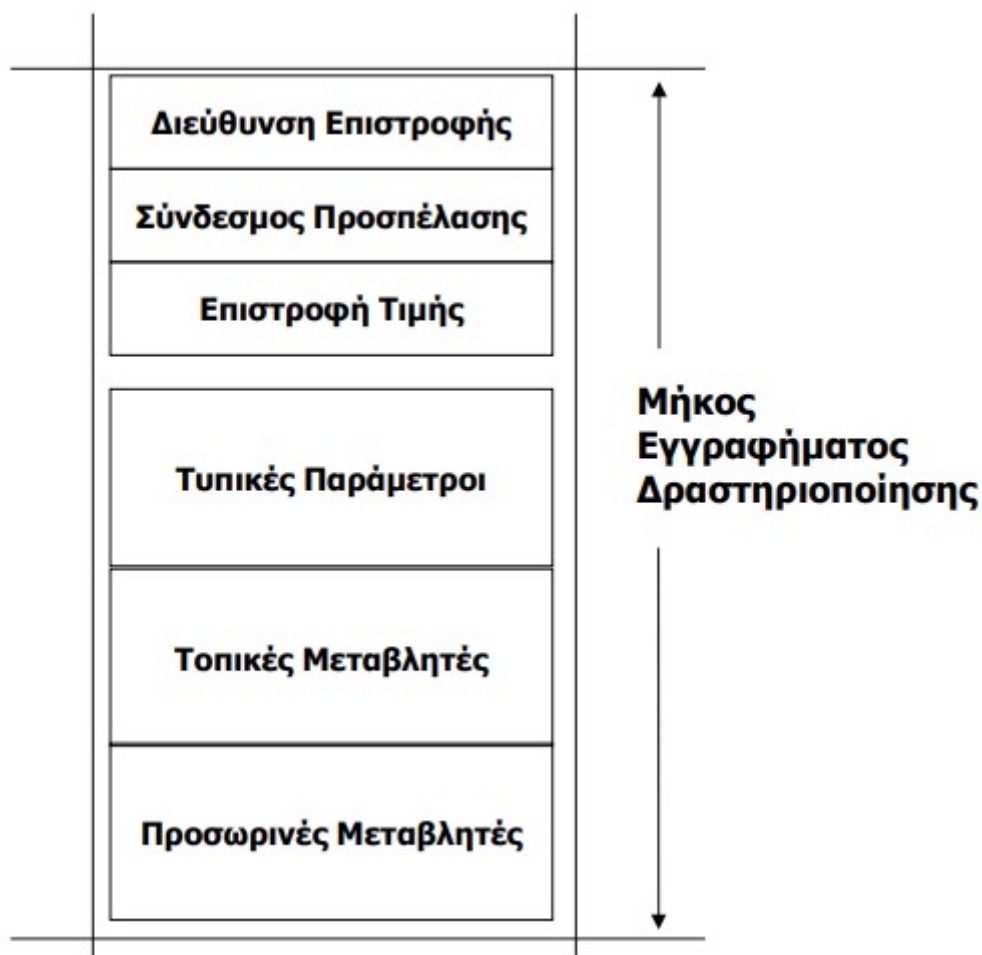 Διεύθυνση Επιστροφής
Σύνδεσμος Προσπέλασης
Επιστροφή Τιμής
Τυπικές Παράμετροι
Τοπικές Μεταβλητές
Προσωρινές Μεταβλητές
Μήκος
Εγγραφήματος
Δραστηριοποίησης